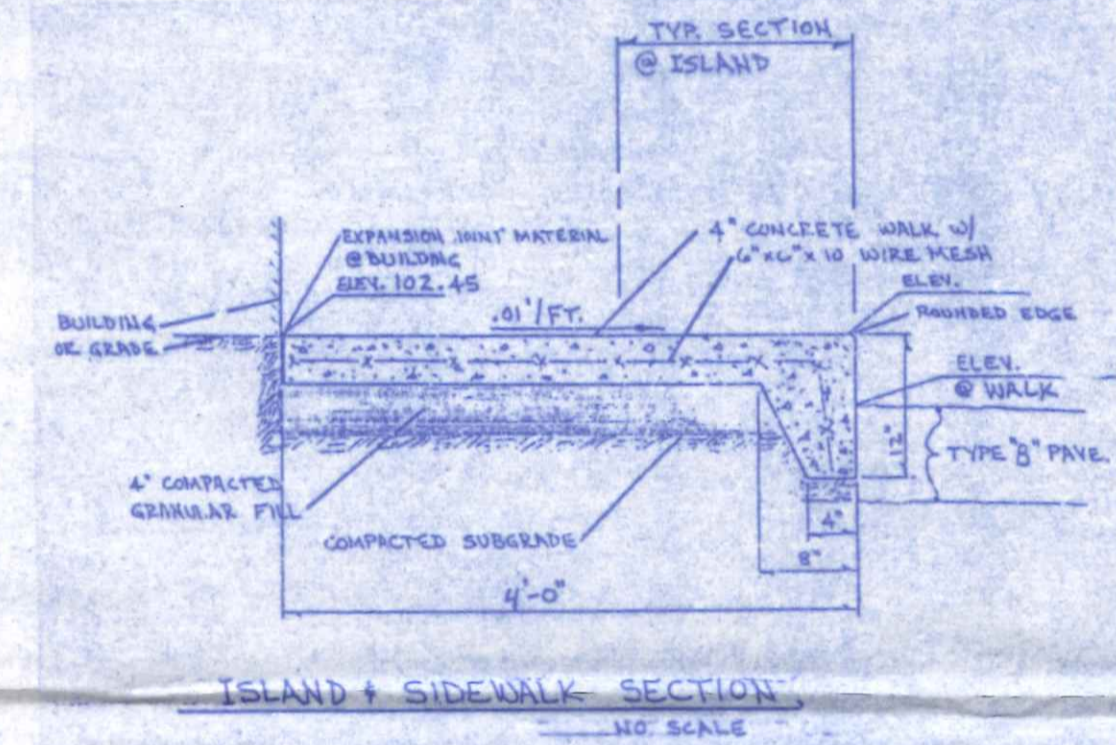 TYP. SECTION
@ ISLAND
EXPANSION JOINT MATERIAL
@ BUILDING
ELEV. 102.45
4" CONCRETE WALK W/
6"x6"x10 WIRE MESH
ELEV.
ROUNDED EDGE
.01'/FT.
BUILDING
OR GRADE
ELEV.
@ WALK
12"
TYPE "B" PAVE.
4" COMPACTED
GRANULAR FILL
4"
COMPACTED SUBGRADE
8"
4'-0"
ISLAND & SIDEWALK SECTION
NO SCALE